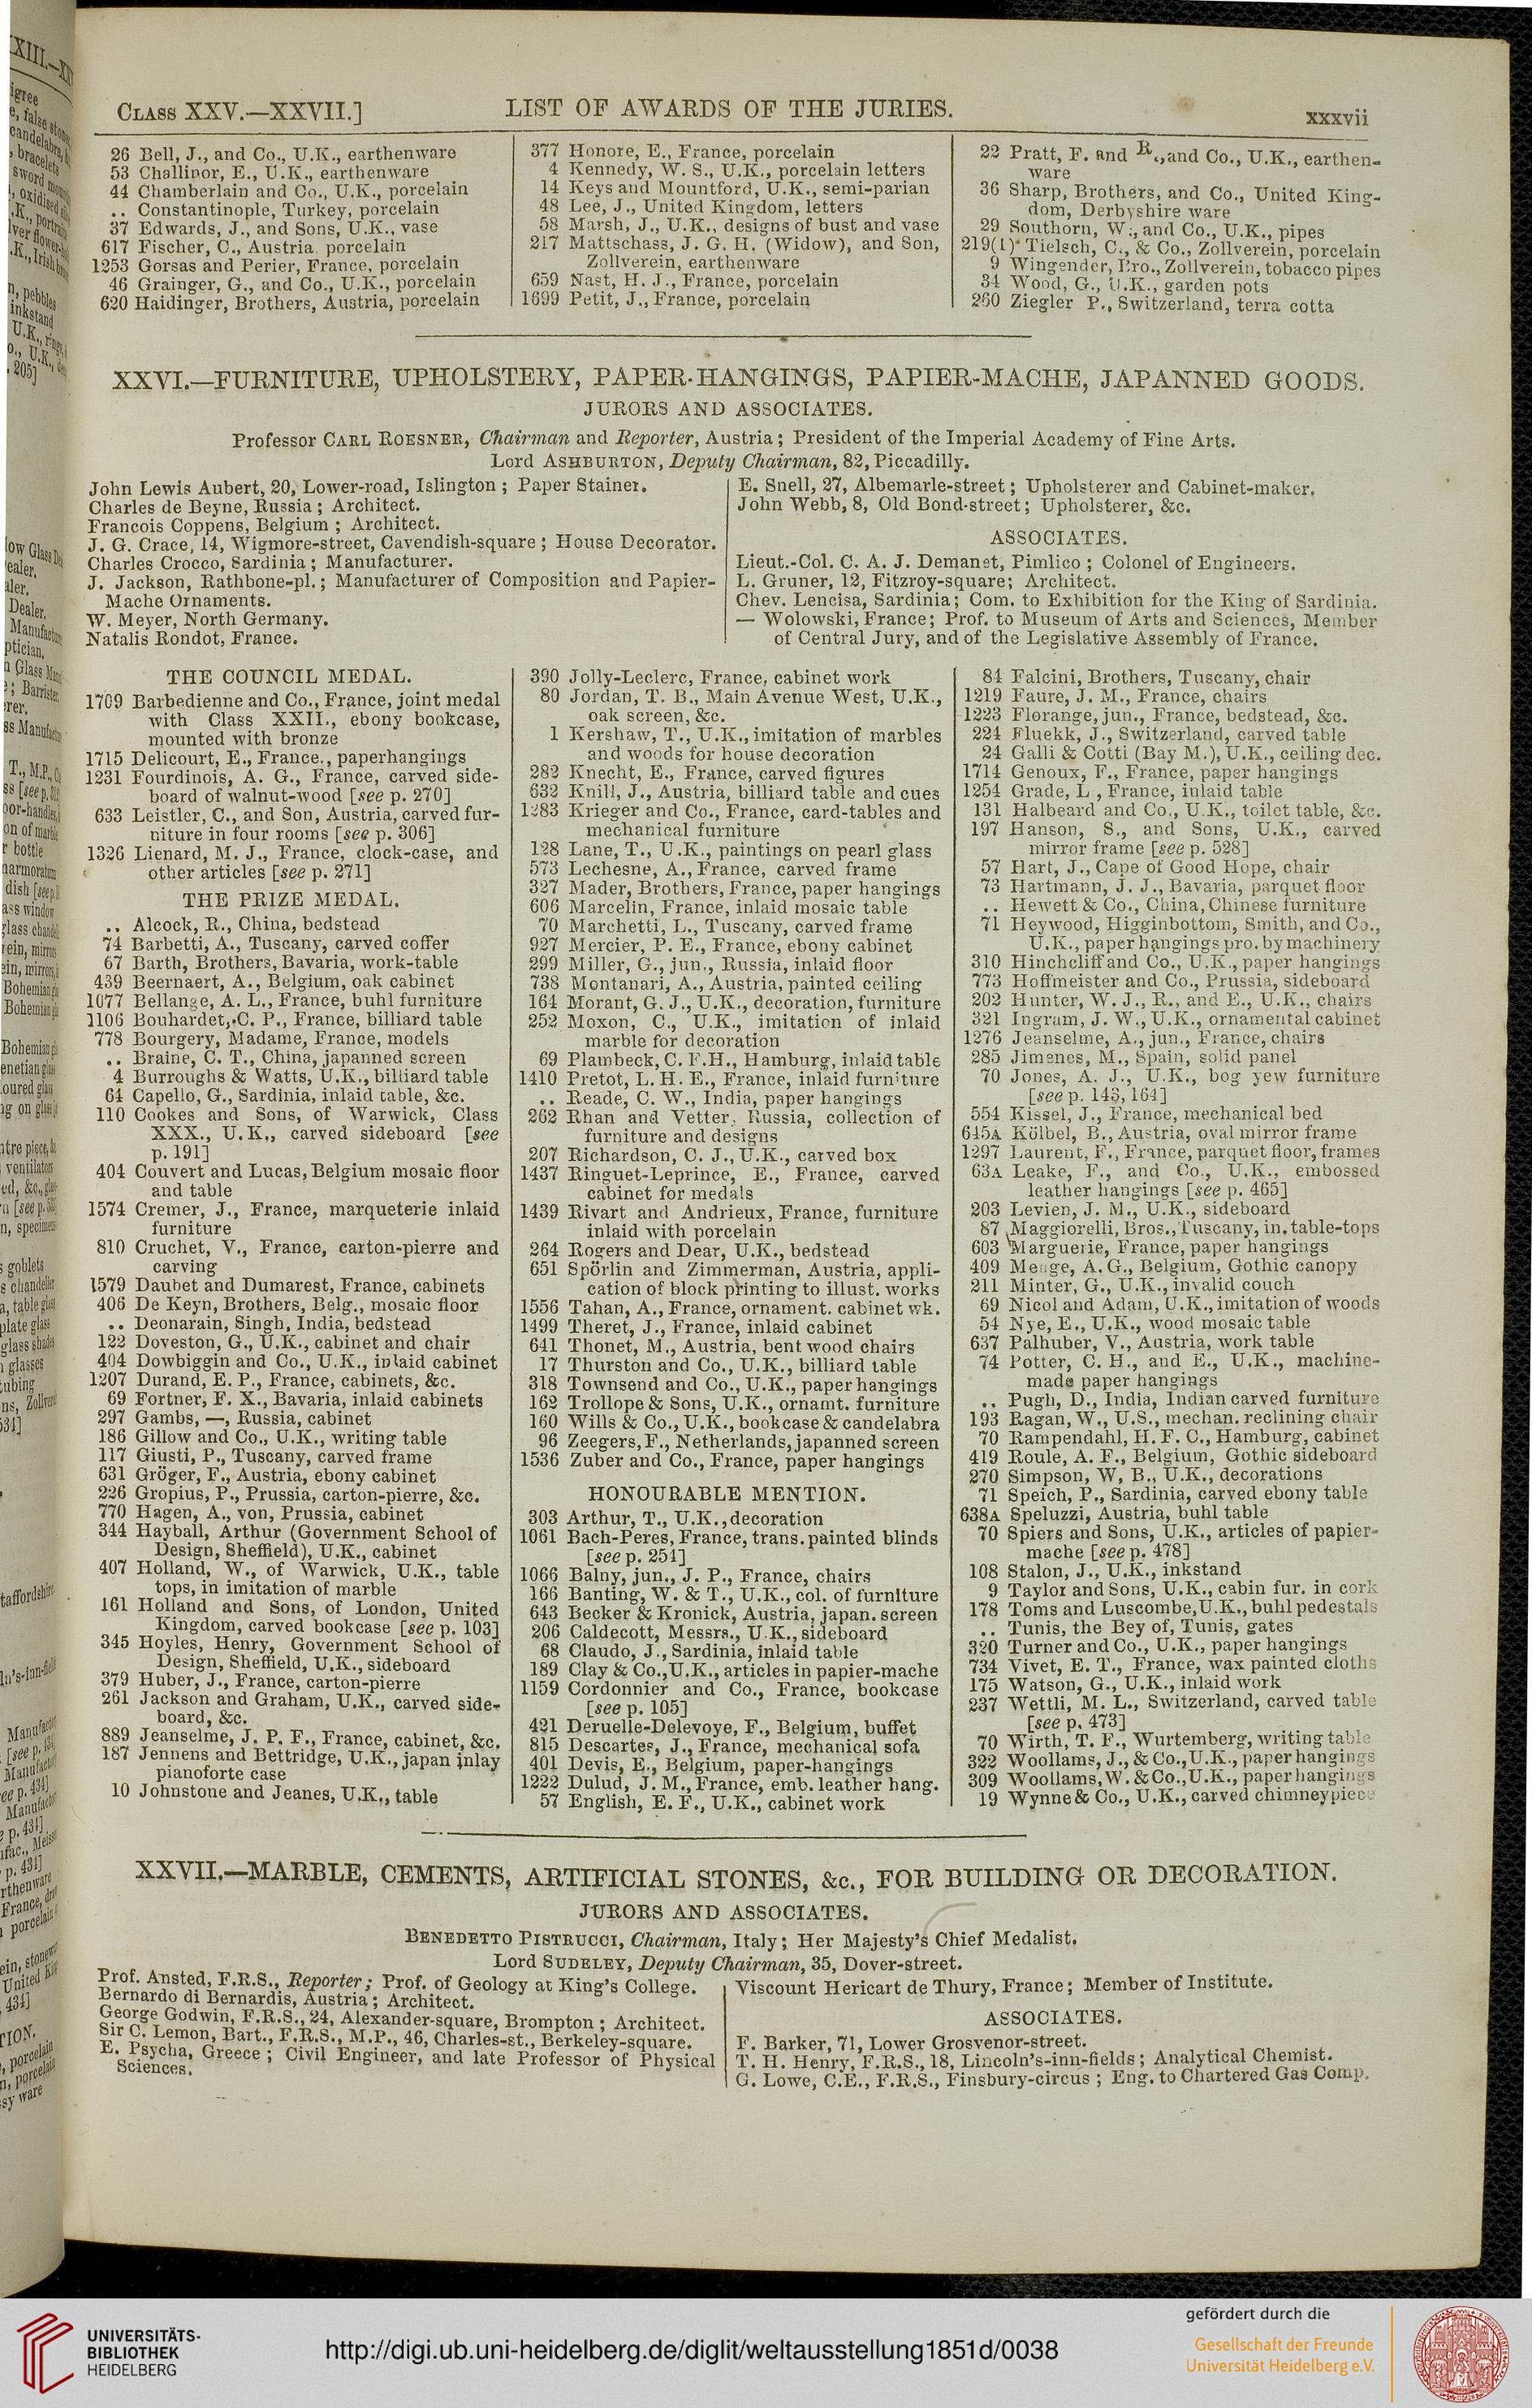 CLASS XXV.—XXVII.]
LIST OF AWARDS OF THE JURIES.
xxxvii
26 Bell, J., and Co., U.K., earthenware
53 Challinor, E., U.K., earthenware
44 Chamberlain and Co., U.K., porcelain
.. Constantinople, Turkey, porcelain
37 Edwards, J., and Sons, U.K., vase
617 Fischer, C., Austria, porcelain
1253 Gorsas and Perier, France, porcelain
46 Grainger, G., and Co., U.K., porcelain
620 Haidinger, Brothers, Austria, porcelain
377 Honore, E., France, porcelain
4 Kennedy, W. S., U.K., porcelain letters
14 Keys and Mountford, U.K., semi-parian
48 Lee, J., United Kingdom, letters
58 Marsh, J., U.K., designs of bust and vase
217 Mattschass, J. G. H. (Widow), and Son,
Zollverein, earthenware
659 Nast, H. J., France, porcelain
1699 Petit, J., France, porcelain
22 Pratt, F. and R., and Co., U.K., earthen-
ware
36 Sharp, Brothers, and Co., United King-
dom, Derbyshire ware
29 Southorn, W., and Co., U.K., pipes
219(1) Tielsch, C., & Co., Zollverein, porcelain
9 Wingender, Bro., Zollverein, tobacco pipes
34 Wood, G., U.K., garden pots
260 Ziegler P., Switzerland, terra cotta
XXVI.—FURNITURE, UPHOLSTERY, PAPER-HANGINGS, PAPIER-MACHE, JAPANNED GOODS.
JURORS AND ASSOCIATES.
Professor CARL ROESNER, Chairman and Reporter, Austria; President of the Imperial Academy of Fine Arts.
Lord ASHBURTON, Deputy Chairman, 82, Piccadilly.
John Lewis Aubert, 20, Lower-road, Islington; Paper Stainer.
Charles de Beyne, Russia; Architect.
Francois Coppens, Belgium; Architect.
J. G. Crace, 14, Wigmore-street, Cavendish-square; House Decorator.
Charles Crocco, Sardinia; Manufacturer.
J. Jackson, Rathbone-pl.; Manufacturer of Composition and Papier-
Mache Ornaments.
W. Meyer, North Germany.
Natalis Rondot, France.
E. Snell, 27, Albemarle-street; Upholsterer and Cabinet-maker.
John Webb, 8, Old Bond-street; Upholsterer, &c.
ASSOCIATES.
Lieut.-Col. C. A. J. Demanet, Pimlico; Colonel of Engineers.
L. Gruner, 12, Fitzroy-square; Architect.
Chev. Lencisa, Sardinia; Com. to Exhibition for the King of Sardinia.
— Wolowski, France; Prof. to Museum of Arts and Sciences, Member
of Central Jury, and of the Legislative Assembly of France.
THE COUNCIL MEDAL.
1709 Barbedienne and Co., France, joint medal
with Class XXII., ebony bookcase,
mounted with bronze
1715 Delicourt, E., France., paperhangings
1231 Fourdinois, A. G., France, carved side-
board of walnut-wood [see p. 270]
633 Leistler, C., and Son, Austria, carved fur-
niture in four rooms [see p. 306]
1326 Lienard, M. J., France, clock-case, and
other articles [see p. 271]
THE PRIZE MEDAL.
.. Alcock, R., China, bedstead
74 Barbetti, A., Tuscany, carved coffer
67 Barth, Brothers, Bavaria, work-table
439 Beernaert, A., Belgium, oak cabinet
1077 Bellange, A. L., France, buhl furniture
1106 Bouhardet, C. P., France, billiard table
778 Bourgery, Madame, France, models
.. Braine, C. T., China, japanned screen
4 Burroughs & Watts, U.K., billiard table
64 Capello, G., Sardinia, inlaid table, &c.
110 Cookes and Sons, of Warwick, Class
XXX., U.K., carved sideboard [see
p. 191]
404 Couvert and Lucas, Belgium mosaic floor
and table
1574 Cremer, J., France, marqueterie inlaid
furniture
810 Cruchet, V., France, carton-pierre and
carving
1579 Daubet and Dumarest, France, cabinets
406 De Keyn, Brothers, Belg., mosaic floor
.. Deonarain, Singh, India, bedstead
122 Doveston, G., U.K., cabinet and chair
404 Dowbiggin and Co., U.K., inlaid cabinet
1207 Durand, E. P., France, cabinets, &c.
69 Fortner, F. X., Bavaria, inlaid cabinets
297 Gambs, —, Russia, cabinet
186 Gillow and Co., U.K., writing table
117 Giusti, P., Tuscany, carved frame
631 Gröger, F., Austria, ebony cabinet
226 Gropius, P., Prussia, carton-pierre, &c.
770 Hagen, A., von, Prussia, cabinet
344 Hayball, Arthur (Government School of
Design, Sheffield), U.K., cabinet
407 Holland, W., of Warwick, U.K., table
tops, in imitation of marble
161 Holland and Sons, of London, United
Kingdom, carved bookcase [see p. 103]
345 Hoyles, Henry, Government School of
Design, Sheffield, U.K., sideboard
379 Huber, J., France, carton-pierre
261 Jackson and Graham, U.K., carved side-
board, &c.
889 Jeanselme, J. P. F., France, cabinet, &c.
187 Jennens and Bettridge, U.K., japan inlay
pianoforte case
10 Johnstone and Jeanes, U.K., table
390 Jolly-Leclerc, France, cabinet work
80 Jordan, T. B., Main Avenue West, U.K.,
oak screen, &c.
1 Kershaw, T., U.K., imitation of marbles
and woods for house decoration
282 Knecht, E., France, carved figures
632 Knill, J., Austria, billiard table and cues
1283 Krieger and Co., France, card-tables and
mechanical furniture
128 Lane, T., U.K., paintings on pearl glass
573 Lechesne, A., France, carved frame
327 Mader, Brothers, France, paper hangings
606 Marcelin, France, inlaid mosaic table
70 Marchetti, L., Tuscany, carved frame
927 Mercier, P. E., France, ebony cabinet
299 Miller, G., jun., Russia, inlaid floor
738 Montanari, A., Austria, painted ceiling
164 Morant, G. J., U.K., decoration, furniture
252 Moxon, C., U.K., imitation of inlaid
marble for decoration
69 Plambeck, C. F.H., Hamburg, inlaid table
1410 Pretot, L. H. E., France, inlaid furniture
.. Reade, C. W., India, paper hangings
262 Rhan and Vetter, Russia, collection of
furniture and designs
207 Richardson, C. J., U.K., carved box
1437 Ringuet-Leprince, E., France, carved
cabinet for medals
1439 Rivart and Andrieux, France, furniture
inlaid with porcelain
264 Rogers and Dear, U.K., bedstead
651 Spörlin and Zimmerman, Austria, appli-
cation of block printing to illust. works
1556 Tahan, A., France, ornament. cabinet wk.
1499 Theret, J., France, inlaid cabinet
641 Thonet, M., Austria, bent wood chairs
17 Thurston and Co., U.K., billiard table
318 Townsend and Co., U.K., paper hangings
162 Trollope & Sons, U.K., ornamt. furniture
160 Wills & Co., U.K., bookcase & candelabra
96 Zeegers, F., Netherlands, japanned screen
1536 Zuber and Co., France, paper hangings
HONOURABLE MENTION.
303 Arthur, T., U.K., decoration
1061 Bach-Peres, France, trans. painted blinds
[see p. 251]
1066 Balny, jun., J. P., France, chairs
166 Banting, W. & T., U.K., col. of furniture
643 Becker & Kronick, Austria, japan. screen
206 Caldecott, Messrs., U.K., sideboard
68 Claudo, J., Sardinia, inlaid table
189 Clay & Co., U.K., articles in papier-mache
1159 Cordonnier and Co., France, bookcase
[see p. 105]
421 Deruelle-Delevoye, F., Belgium, buffet
815 Descartes, J., France, mechanical sofa
401 Devis, E., Belgium, paper-hangings
1222 Dulud, J. M., France, emb. leather hang.
57 English, E. F., U.K., cabinet work
84 Falcini, Brothers, Tuscany, chair
1219 Faure, J. M., France, chairs
1223 Florange, jun., France, bedstead, &c.
224 Fluekk, J., Switzerland, carved table
24 Galli & Cotti (Bay M.), U.K., ceiling dec.
1714 Genoux, F., France, paper hangings
1254 Grade, L , France, inlaid table
131 Halbeard and Co., U.K., toilet table, &c.
197 Hanson, S., and Sons, U.K., carved
mirror frame [see p. 528]
57 Hart, J., Cape of Good Hope, chair
73 Hartmann, J. J., Bavaria, parquet floor
.. Hewett & Co., China, Chinese furniture
71 Heywood, Higginbottom, Smith, and Co.,
U.K., paper hangings pro. by machinery
310 Hinchcliff and Co., U.K., paper hangings
773 Hoffmeister and Co., Prussia, sideboard
202 Hunter, W. J., R., and E., U.K., chairs
321 Ingram, J. W., U.K., ornamental cabinet
1276 Jeanselme, A., jun., France, chairs
285 Jimenes, M., Spain, solid panel
70 Jones, A. J., U.K., bog yew furniture
[see p. 143, 164]
554 Kissel, J., France, mechanical bed
645A Kölbel, B., Austria, oval mirror frame
1297 Laurent, F., France, parquet floor, frames
63A Leake, F., and Co., U.K., embossed
leather hangings [see p. 465]
203 Levien, J. M., U.K., sideboard
87 Maggiorelli, Bros., Tuscany, in. table-tops
603 Marguerie, France, paper hangings
409 Menge, A. G., Belgium, Gothic canopy
211 Minter, G., U.K., invalid couch
69 Nicol and Adam, U.K., imitation of woods
54 Nye, E., U.K., wood mosaic table
637 Palhuber, V., Austria, work table
74 Potter, C. H., and E., U.K., machine-
made paper hangings
.. Pugh, D., India, Indian carved furniture
193 Ragan, W., U.S., mechan. reclining chair
70 Rampendahl, H. F. C., Hamburg, cabinet
419 Roule, A. F., Belgium, Gothic sideboard
270 Simpson, W, B., U.K., decorations
71 Speich, P., Sardinia, carved ebony table
638A Speluzzi, Austria, buhl table
70 Spiers and Sons, U.K., articles of papier-
mache [see p. 478]
108 Stalon, J., U.K., inkstand
9 Taylor and Sons, U.K., cabin fur. in cork
178 Toms and Luscombe, U.K., buhl pedestals
.. Tunis, the Bey of, Tunis, gates
320 Turner and Co., U.K., paper hangings
734 Vivet, E. T., France, wax painted cloths
175 Watson, G., U.K., inlaid work
237 Wettli, M. L., Switzerland, carved table
[see p. 473]
70 Wirth, T. F., Wurtemberg, writing table
322 Woollams, J., & Co., U.K., paper hangings
309 Woollams, W. & Co., U.K., paper hangings
19 Wynne & Co., U.K., carved chimneypiece
XXVII.—MARBLE, CEMENTS, ARTIFICIAL STONES, &c., FOR BUILDING OR DECORATION.
JURORS AND ASSOCIATES.
BENEDETTO PISTRUCCI, Chairman, Italy; Her Majesty's Chief Medalist.
Lord SUDELEY, Deputy Chairman, 35, Dover-street.
Prof. Ansted, F.R.S., Reporter; Prof. of Geology at King's College.
Bernardo di Bernardis, Austria; Architect.
George Godwin, F.R.S., 24, Alexander-square, Brompton; Architect.
Sir C. Lemon, Bart., F.R.S., M.P., 46, Charles-st., Berkeley-square.
E. Psycha, Greece; Civil Engineer, and late Professor of Physical
Sciences.
Viscount Hericart de Thury, France; Member of Institute.
ASSOCIATES.
F. Barker, 71, Lower Grosvenor-street.
T. H. Henry, F.R.S., 18, Lincoln's-inn-fields; Analytical Chemist.
G. Lowe, C.E., F.R.S., Finsbury-circus; Eng. to Chartered Gas Comp.
UNIVERSITÄTS-
BIBLIOTHEK
HEIDELBERG
http://digi.ub.uni-heidelberg.de/diglit/weltausstellung1851d/0038
gefördert durch die
Gesellschaft der Freunde
Universität Heidelberg e.V.